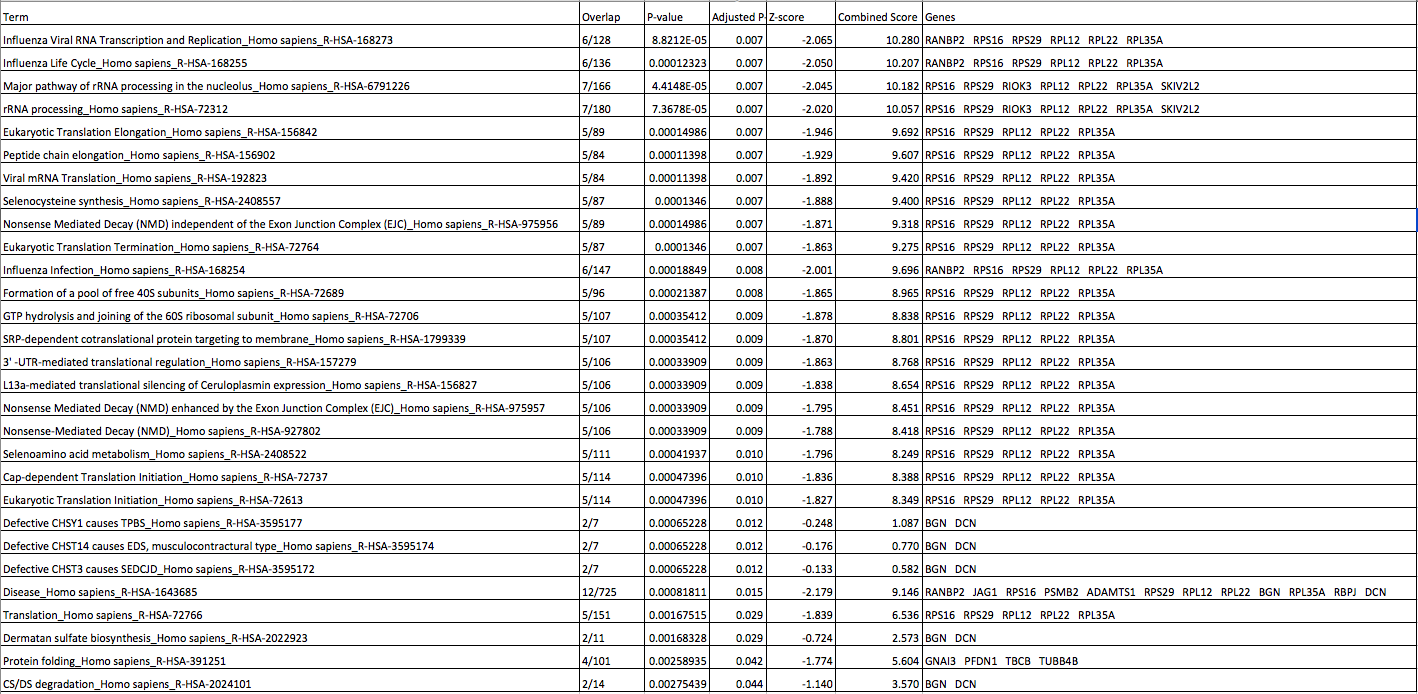 Term Overlap P-value Adjusted P- Z-score Combined Score Genes
Influenza Viral RNA Transcription and Replication_Homo sapiens_R-HSA-168273 6/128 8.8212E-05 0.007 -2.065 10.280 RANBP2 RPS16 RPS29 RPL12 RPL22 RPL35A
Influenza Life Cycle_Homo sapiens_R-HSA-168255 6/136 0.00012323 0.007 -2.050 10.207 RANBP2 RPS16 RPS29 RPL12 RPL22 RPL35A
Major pathway of rRNA processing in the nucleolus_Homo sapiens_R-HSA-6791226 7/166 4.4148E-05 0.007 -2.045 10.182 RPS16 RPS29 RIOK3 RPL12 RPL22 RPL35A SKIV2L2
rRNA processing_Homo sapiens_R-HSA-72312 7/180 7.3678E-05 0.007 -2.020 10.057 RPS16 RPS29 RIOK3 RPL12 RPL22 RPL35A SKIV2L2
Eukaryotic Translation Elongation_Homo sapiens_R-HSA-156842 5/89 0.00014986 0.007 -1.946 9.692 RPS16 RPS29 RPL12 RPL22 RPL35A
Peptide chain elongation_Homo sapiens_R-HSA-156902 5/84 0.00011398 0.007 -1.929 9.607 RPS16 RPS29 RPL12 RPL22 RPL35A
Viral mRNA Translation_Homo sapiens_R-HSA-192823 5/84 0.00011398 0.007 -1.892 9.420 RPS16 RPS29 RPL12 RPL22 RPL35A
Selenocysteine synthesis_Homo sapiens_R-HSA-2408557 5/87 0.0001346 0.007 -1.888 9.400 RPS16 RPS29 RPL12 RPL22 RPL35A
Nonsense Mediated Decay (NMD) independent of the Exon Junction Complex (EJC)_Homo sapiens_R-HSA-975956 5/89 0.00014986 0.007 -1.871 9.318 RPS16 RPS29 RPL12 RPL22 RPL35A
Eukaryotic Translation Termination_Homo sapiens_R-HSA-72764 5/87 0.0001346 0.007 -1.863 9.275 RPS16 RPS29 RPL12 RPL22 RPL35A
Influenza Infection_Homo sapiens_R-HSA-168254 6/147 0.00018849 0.008 -2.001 9.696 RANBP2 RPS16 RPS29 RPL12 RPL22 RPL35A
Formation of a pool of free 40S subunits_Homo sapiens_R-HSA-72689 5/96 0.00021387 0.008 -1.865 8.965 RPS16 RPS29 RPL12 RPL22 RPL35A
GTP hydrolysis and joining of the 60S ribosomal subunit_Homo sapiens_R-HSA-72706 5/107 0.00035412 0.009 -1.878 8.838 RPS16 RPS29 RPL12 RPL22 RPL35A
SRP-dependent cotranslational protein targeting to membrane_Homo sapiens_R-HSA-1799339 5/107 0.00035412 0.009 -1.870 8.801 RPS16 RPS29 RPL12 RPL22 RPL35A
3' -UTR-mediated translational regulation_Homo sapiens_R-HSA-157279 5/106 0.00033909 0.009 -1.863 8.768 RPS16 RPS29 RPL12 RPL22 RPL35A
L13a-mediated translational silencing of Ceruloplasmin expression_Homo sapiens_R-HSA-156827 5/106 0.00033909 0.009 -1.838 8.654 RPS16 RPS29 RPL12 RPL22 RPL35A
Nonsense Mediated Decay (NMD) enhanced by the Exon Junction Complex (EJC)_Homo sapiens_R-HSA-975957 5/106 0.00033909 0.009 -1.795 8.451 RPS16 RPS29 RPL12 RPL22 RPL35A
Nonsense-Mediated Decay (NMD)_Homo sapiens_R-HSA-927802 5/106 0.00033909 0.009 -1.788 8.418 RPS16 RPS29 RPL12 RPL22 RPL35A
Selenoamino acid metabolism_Homo sapiens_R-HSA-2408522 5/111 0.00041937 0.010 -1.796 8.249 RPS16 RPS29 RPL12 RPL22 RPL35A
Cap-dependent Translation Initiation_Homo sapiens_R-HSA-72737 5/114 0.00047396 0.010 -1.836 8.388 RPS16 RPS29 RPL12 RPL22 RPL35A
Eukaryotic Translation Initiation_Homo sapiens_R-HSA-72613 5/114 0.00047396 0.010 -1.827 8.349 RPS16 RPS29 RPL12 RPL22 RPL35A
Defective CHSY1 causes TPBS_Homo sapiens_R-HSA-3595177 2/7 0.00065228 0.012 -0.248 1.087 BGN DCN
Defective CHST14 causes EDS, musculocontractural type_Homo sapiens_R-HSA-3595174 2/7 0.00065228 0.012 -0.176 0.770 BGN DCN
Defective CHST3 causes SEDCJD_Homo sapiens_R-HSA-3595172 2/7 0.00065228 0.012 -0.133 0.582 BGN DCN
Disease_Homo sapiens_R-HSA-1643685 12/725 0.00081811 0.015 -2.179 9.146 RANBP2 JAG1 RPS16 PSMB2 ADAMTS1 RPS29 RPL12 RPL22 BGN RPL35A RBPJ DCN
Translation_Homo sapiens_R-HSA-72766 5/151 0.00167515 0.029 -1.839 6.536 RPS16 RPS29 RPL12 RPL22 RPL35A
Dermatan sulfate biosynthesis_Homo sapiens_R-HSA-2022923 2/11 0.00168328 0.029 -0.724 2.573 BGN DCN
Protein folding_Homo sapiens_R-HSA-391251 4/101 0.00258935 0.042 -1.774 5.604 GNAI3 PFDN1 TBCB TUBB4B
CS/DS degradation_Homo sapiens_R-HSA-2024101 2/14 0.00275439 0.044 -1.140 3.570 BGN DCN